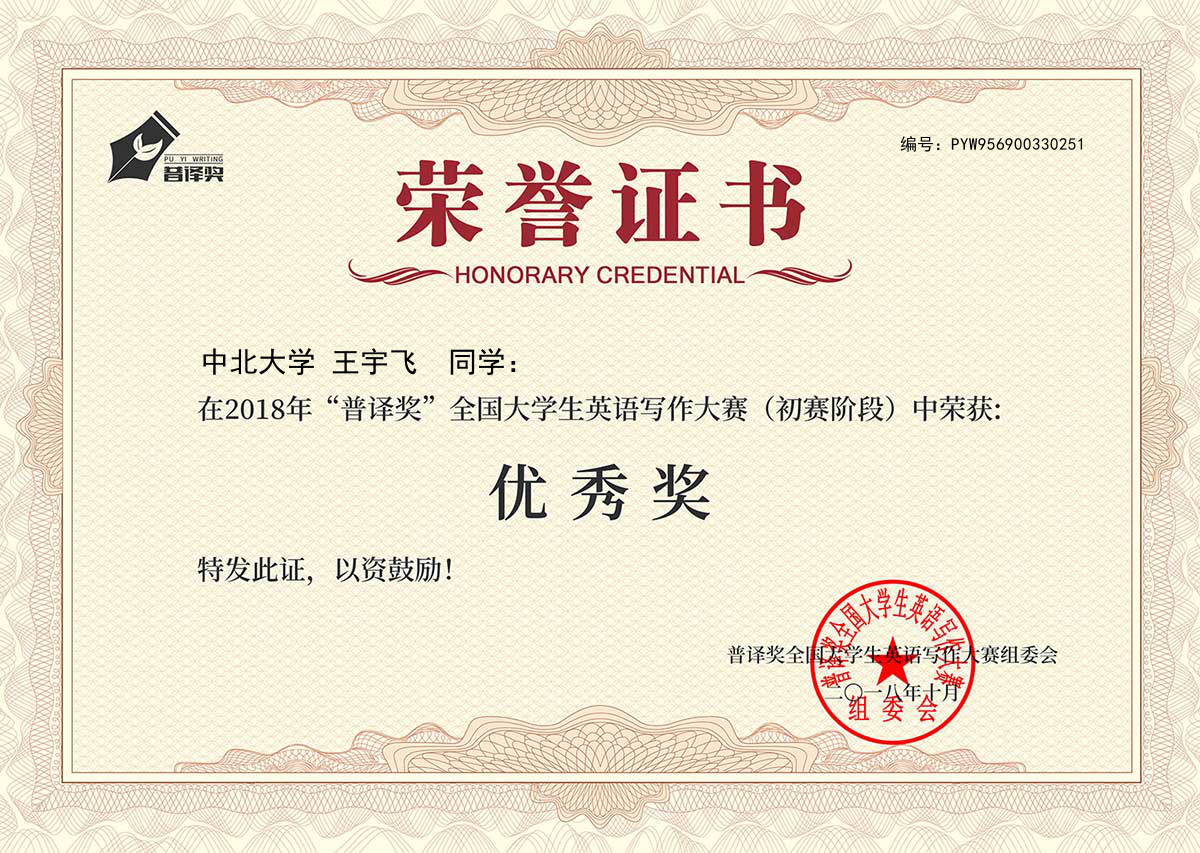 PU YI WRITING
普译奖
编号：PYW956900330251
荣誉证书
HONORARY CREDENTIAL
中北大学 王宇飞 同学：
在2018年“普译奖”全国大学生英语写作大赛（初赛阶段）中荣获:
优秀奖
特发此证，以资鼓励！
普译奖全国大学生英语写作大赛组委会
二〇一八年十月
普译奖全国大学生英语写作大赛
组委会